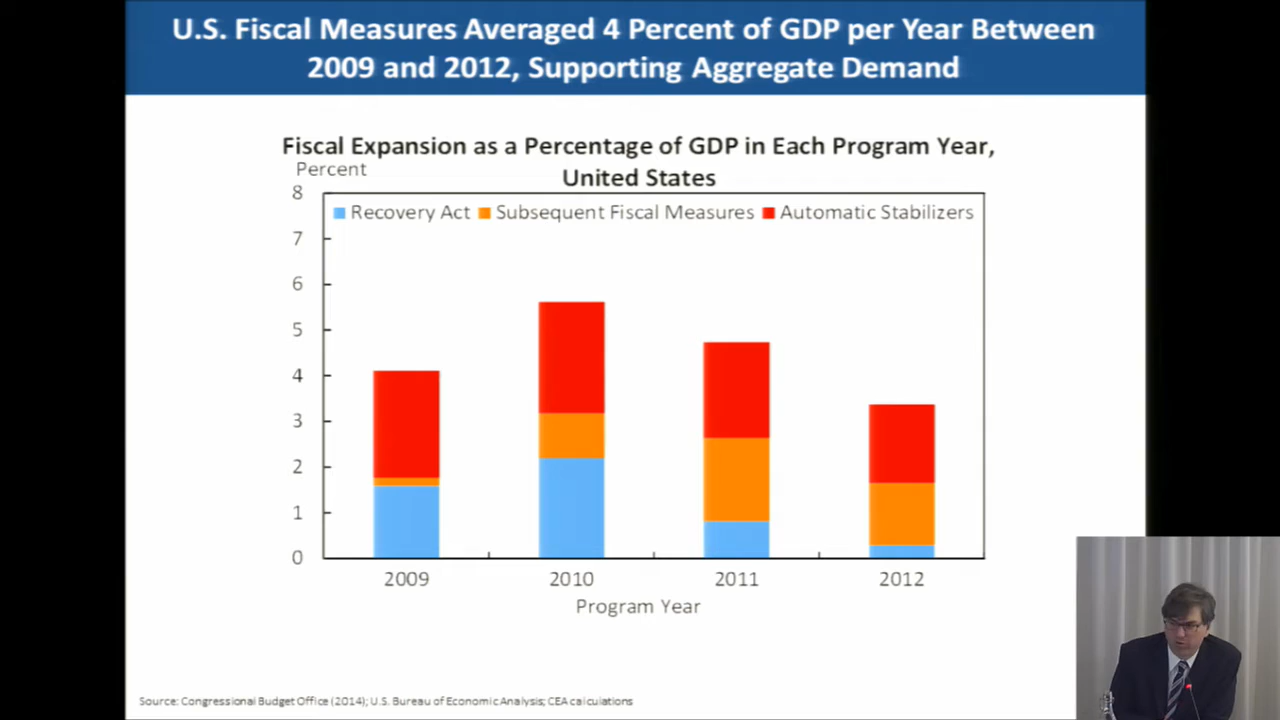 U.S. Fiscal Measures Averaged 4 Percent of GDP per Year Between
2009 and 2012, Supporting Aggregate Demand
Fiscal Expansion as a Percentage of GDP in Each Program Year,
United States
Percent
8
Recovery Act Subsequent Fiscal Measures Automatic Stabilizers
7
6
5
4
3
2
1
0
2009 2010 2011 2012
Program Year
Source: Congressional Budget Office (2014); U.S. Bureau of Economic Analysis; CEA calculations